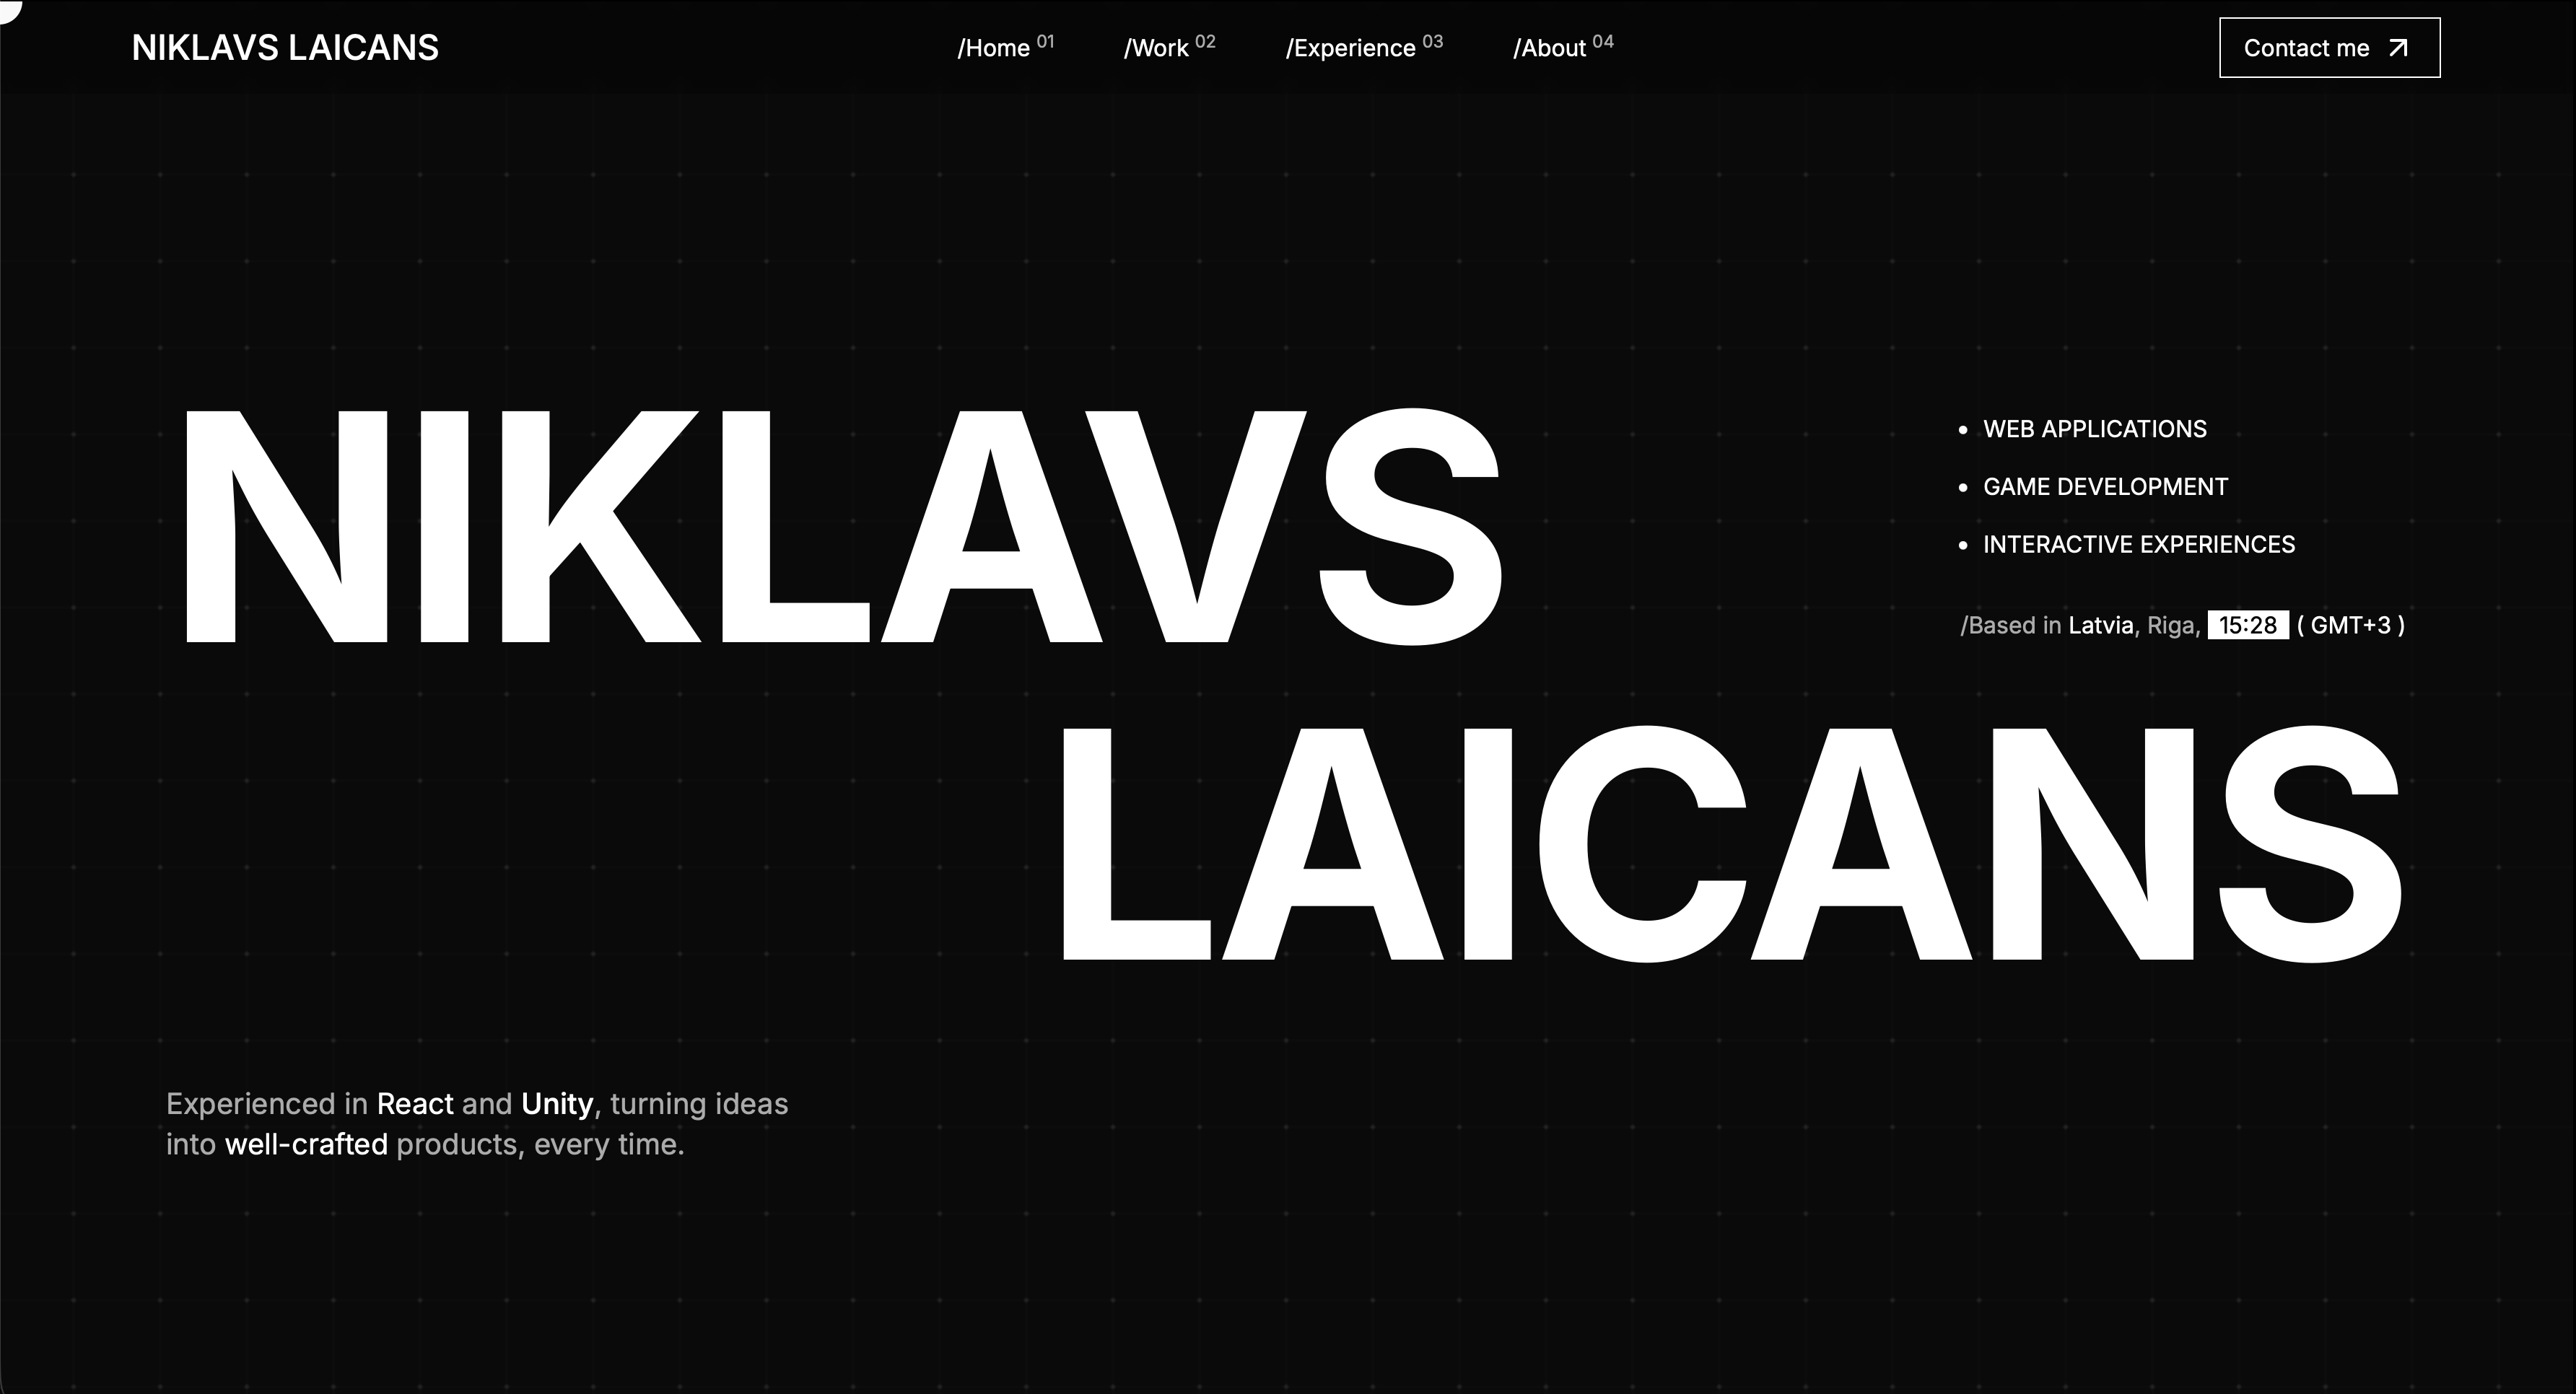 NIKLAVS LAICANS
/Home 01 /Work 02 /Experience 03 /About 04
Contact me
NIKLAVS
• WEB APPLICATIONS
• GAME DEVELOPMENT
• INTERACTIVE EXPERIENCES
/Based in Latvia, Riga, 15:28 ( GMT+3 )
LAICANS
Experienced in React and Unity, turning ideas
into well-crafted products, every time.